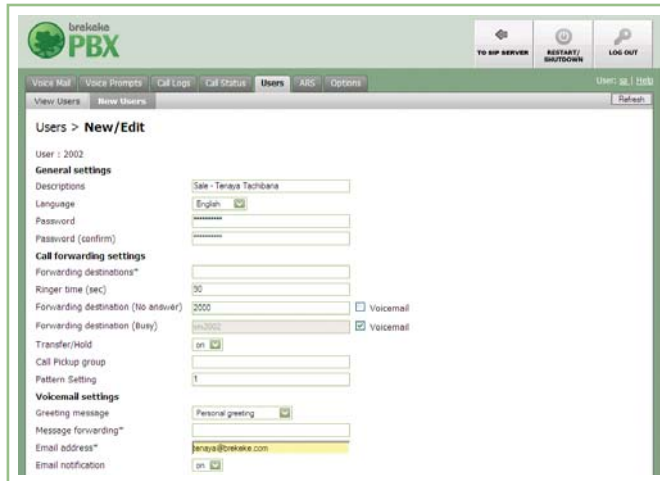 brekeke
PBX
TO SIP SERVER
RESTART/
SHUTDOWN
LOG OUT
Voice Mail Voice Prompts Call Logs Call Status Users ARS Options User: sa | Help
View Users New Users Refresh
Users > New/Edit
User : 2002
General settings
Descriptions Sale - Tenaya Tachibana
Language English
Password **********
Password (confirm) **********
Call forwarding settings
Forwarding destinations*
Ringer time (sec) 90
Forwarding destination (No answer) 2000 Voicemail
Forwarding destination (Busy) Voicemail
Transfer/Hold on
Call Pickup group
Pattern Setting 1
Voicemail settings
Greeting message Personal greeting
Message forwarding*
Email address* tenaya@brekeke.com
Email notification on